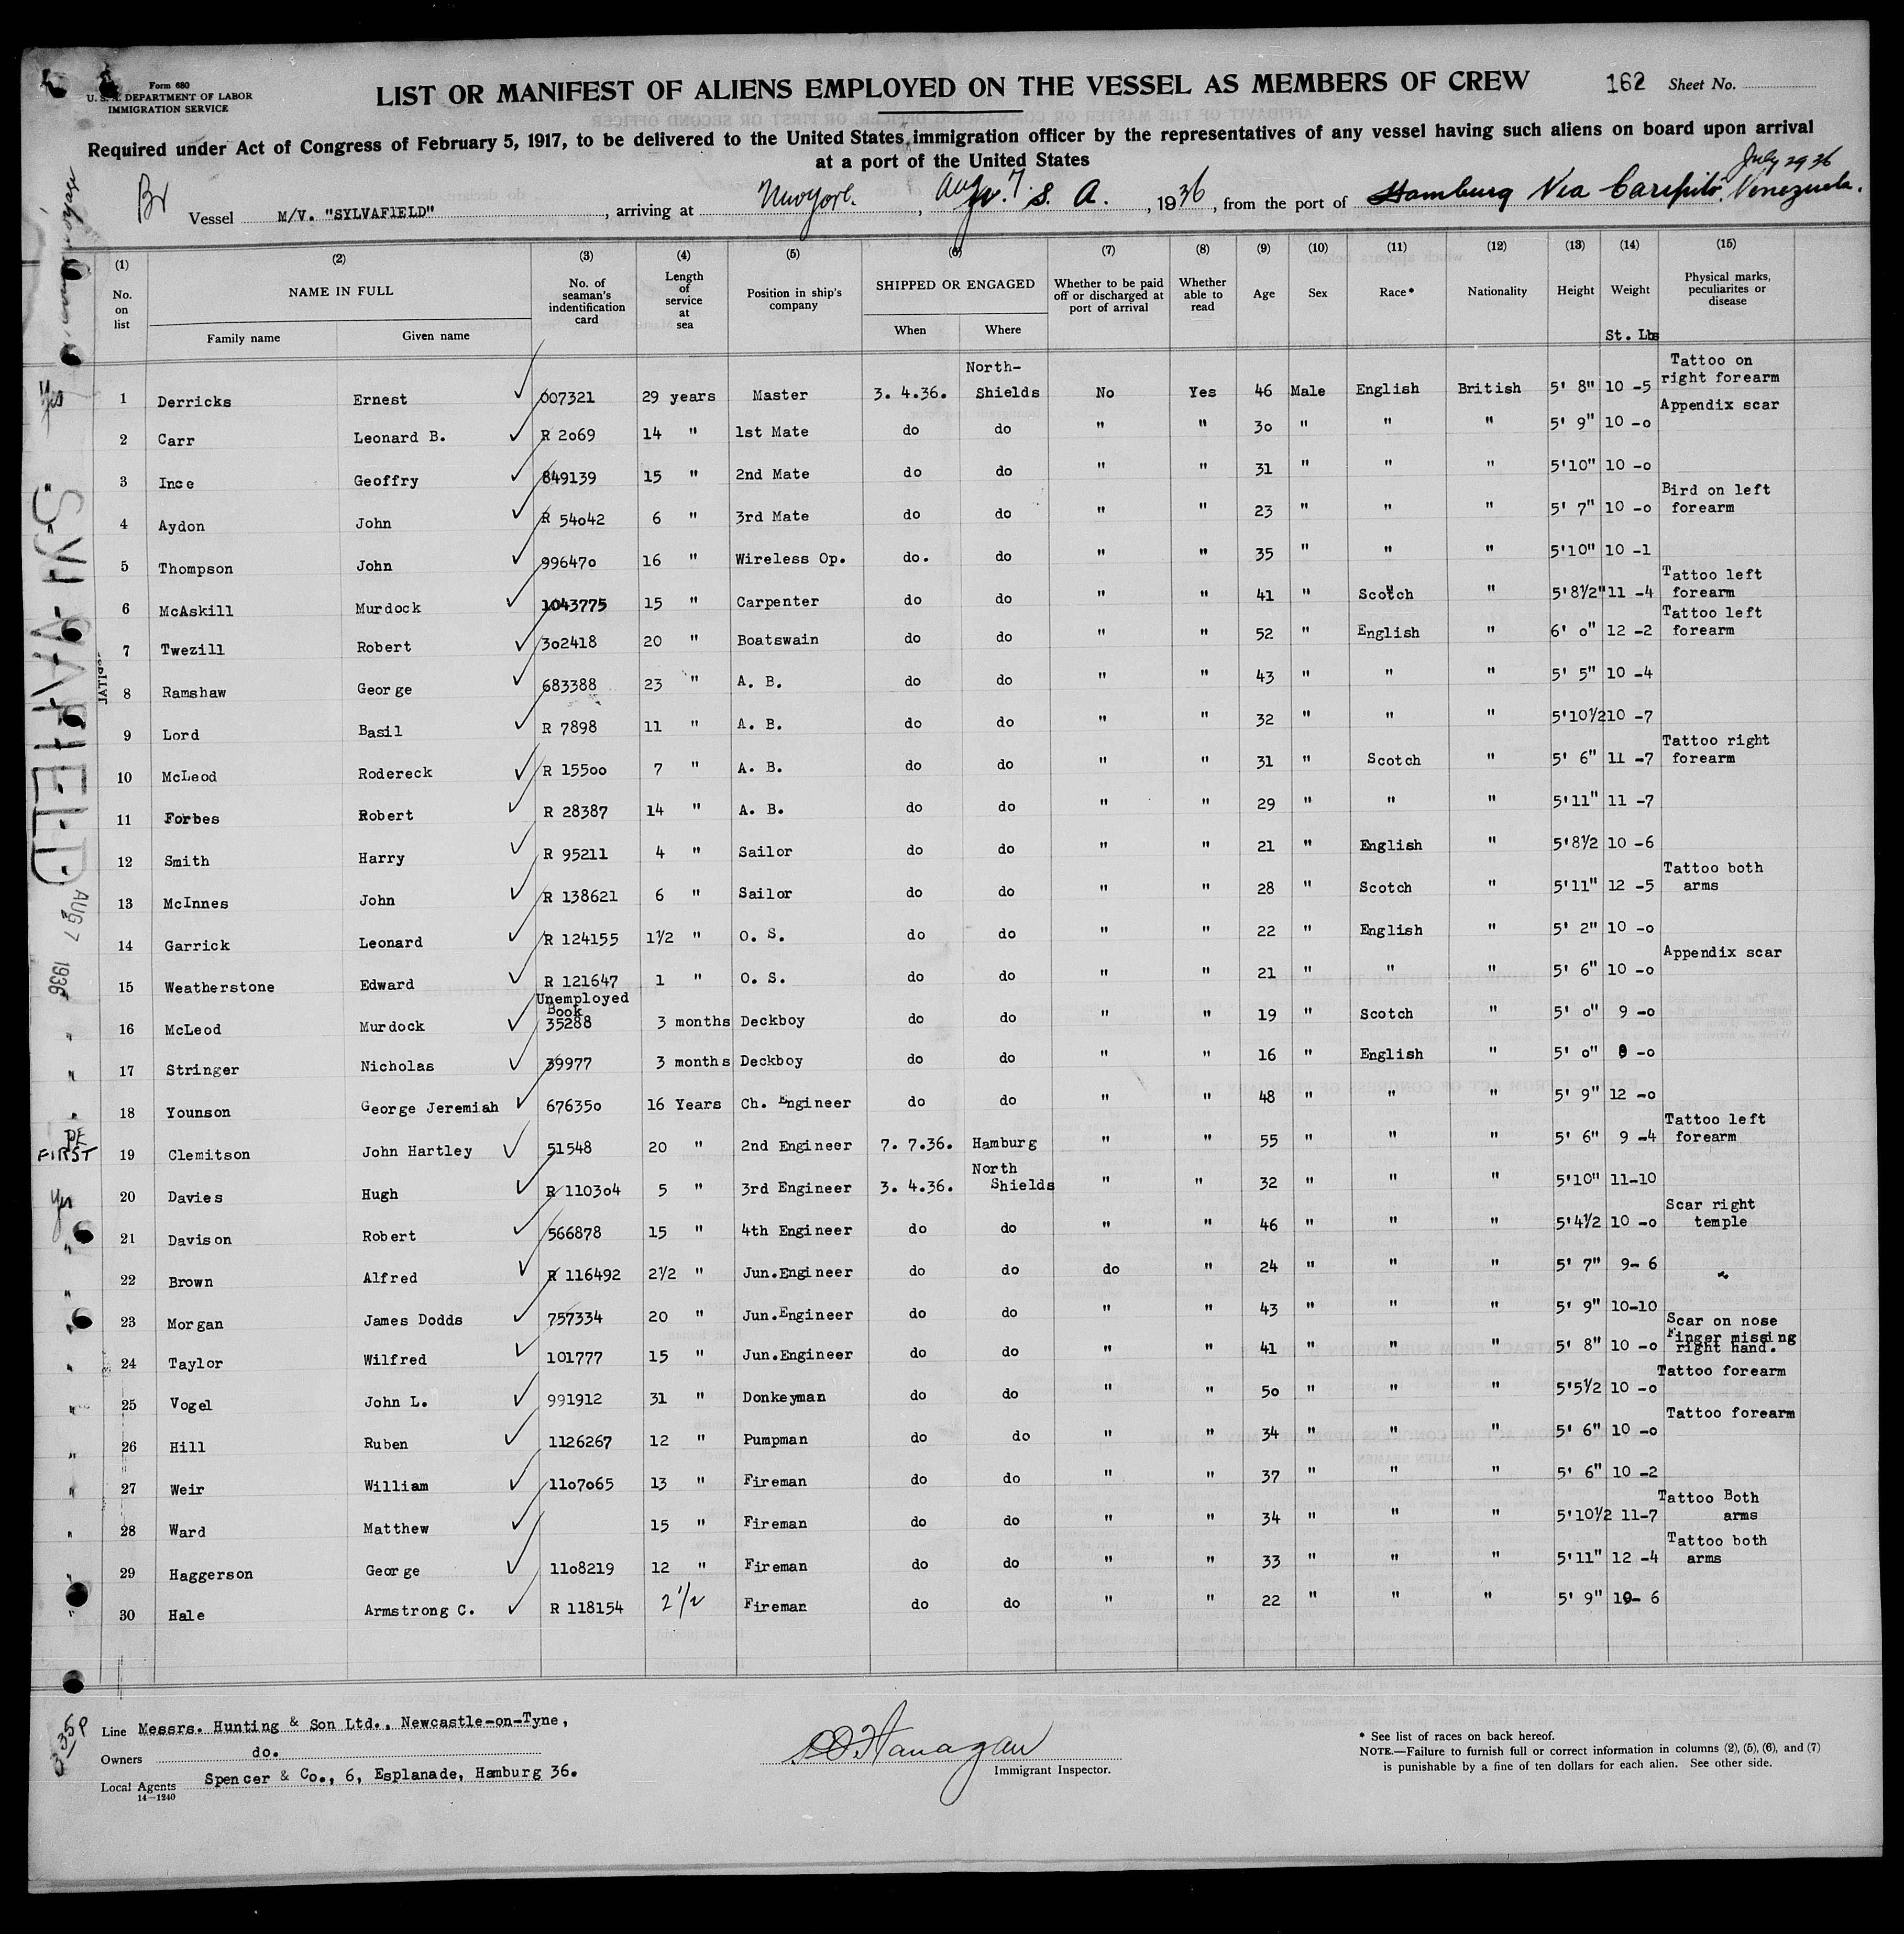 Form 680
U. S. A. DEPARTMENT OF LABOR
IMMIGRATION SERVICE
LIST OR MANIFEST OF ALIENS EMPLOYED ON THE VESSEL AS MEMBERS OF CREW
162 Sheet No.
Required under Act of Congress of February 5, 1917, to be delivered to the United States immigration officer by the representatives of any vessel having such aliens on board upon arrival
at a port of the United States
July 29 36
Br Vessel M/V. "SYLVAFIELD", arriving at New York, Aug 7. S. A., 1936, from the port of Hamburg Via Caripito, Venezuela.
(1) (2) (3) (4) (5) (6) (7) (8) (9) (10) (11) (12) (13) (14) (15)
No. on list NAME IN FULL Family name Given name No. of seaman's indentification card Length of service at sea Position in ship's company SHIPPED OR ENGAGED When Where Whether to be paid off or discharged at port of arrival Whether able to read Age Sex Race* Nationality Height Weight St. Lbs Physical marks, peculiarites or disease
1 Derricks Ernest 007321 29 years Master 3. 4.36. North-Shields No Yes 46 Male English British 5' 8" 10 -5 Tattoo on right forearm
2 Carr Leonard B. R 2069 14 " 1st Mate do do " " 30 " " " 5' 9" 10 -0 Appendix scar
3 Ince Geoffry 849139 15 " 2nd Mate do do " " 31 " " " 5'10" 10 -0
4 Aydon John R 54042 6 " 3rd Mate do do " " 23 " " " 5' 7" 10 -0 Bird on left forearm
5 Thompson John 996470 16 " Wireless Op. do. do " " 35 " " " 5'10" 10 -1
6 McAskill Murdock 1043775 15 " Carpenter do do " " 41 " Scotch " 5'8½" 11 -4 Tattoo left forearm
7 Twezill Robert 302418 20 " Boatswain do do " " 52 " English " 6' 0" 12 -2 Tattoo left forearm
8 Ramshaw George 683388 23 " A. B. do do " " 43 " " " 5' 5" 10 -4
9 Lord Basil R 7898 11 " A. B. do do " " 32 " " " 5'10½ 10 -7
10 McLeod Rodereck R 15500 7 " A. B. do do " " 31 " Scotch " 5' 6" 11 -7 Tattoo right forearm
11 Forbes Robert R 28387 14 " A. B. do do " " 29 " " " 5'11" 11 -7
12 Smith Harry R 95211 4 " Sailor do do " " 21 " English " 5'8½ 10 -6
13 McInnes John R 138621 6 " Sailor do do " " 28 " Scotch " 5'11" 12 -5 Tattoo both arms
14 Garrick Leonard R 124155 1½ " O. S. do do " " 22 " English " 5' 2" 10 -0
15 Weatherstone Edward R 121647 1 " O. S. do do " " 21 " " " 5' 6" 10 -0 Appendix scar
16 McLeod Murdock Unemployed Book 35288 3 months Deckboy do do " " 19 " Scotch " 5' 0" 9 -0
17 Stringer Nicholas 39977 3 months Deckboy do do " " 16 " English " 5' 0" 8 -0
18 Younson George Jeremiah 676350 16 Years Ch. Engineer do do " " 48 " " " 5' 9" 12 -0
19 Clemitson John Hartley 51548 20 " 2nd Engineer 7. 7.36. Hamburg " " 55 " " " 5' 6" 9 -4 Tattoo left forearm
20 Davies Hugh R 110304 5 " 3rd Engineer 3. 4.36. North Shields " " 32 " " " 5'10" 11-10
21 Davison Robert 566878 15 " 4th Engineer do do " " 46 " " " 5'4½ 10 -0 Scar right temple
22 Brown Alfred R 116492 2½ " Jun.Engineer do do do " 24 " " " 5' 7" 9- 6
23 Morgan James Dodds 757334 20 " Jun.Engineer do do " " 43 " " " 5' 9" 10-10 Scar on nose
24 Taylor Wilfred 101777 15 " Jun.Engineer do do " " 41 " " " 5' 8" 10 -0 Finger missing right hand.
25 Vogel John L. 991912 31 " Donkeyman do do " " 50 " " " 5'5½ 10 -0 Tattoo forearm
26 Hill Ruben 1126267 12 " Pumpman do do " " 34 " " " 5' 6" 10 -0 Tattoo forearm
27 Weir William 1107065 13 " Fireman do do " " 37 " " " 5' 6" 10 -2
28 Ward Matthew 15 " Fireman do do " " 34 " " " 5'10½ 11-7 Tattoo Both arms
29 Haggerson George 1108219 12 " Fireman do do " " 33 " " " 5'11" 12 -4 Tattoo both arms
30 Hale Armstrong C. R 118154 2½ Fireman do do " " 22 " " " 5' 9" 10- 6
Yes
SYLVAFIELD
AUG 7 1936
FIRST
Yes
Line Messrs. Hunting & Son Ltd., Newcastle-on-Tyne,
Owners do.
Local Agents Spencer & Co., 6, Esplanade, Hamburg 36.
14-1240
Immigrant Inspector.
* See list of races on back hereof.
NOTE.—Failure to furnish full or correct information in columns (2), (5), (6), and (7)
is punishable by a fine of ten dollars for each alien. See other side.